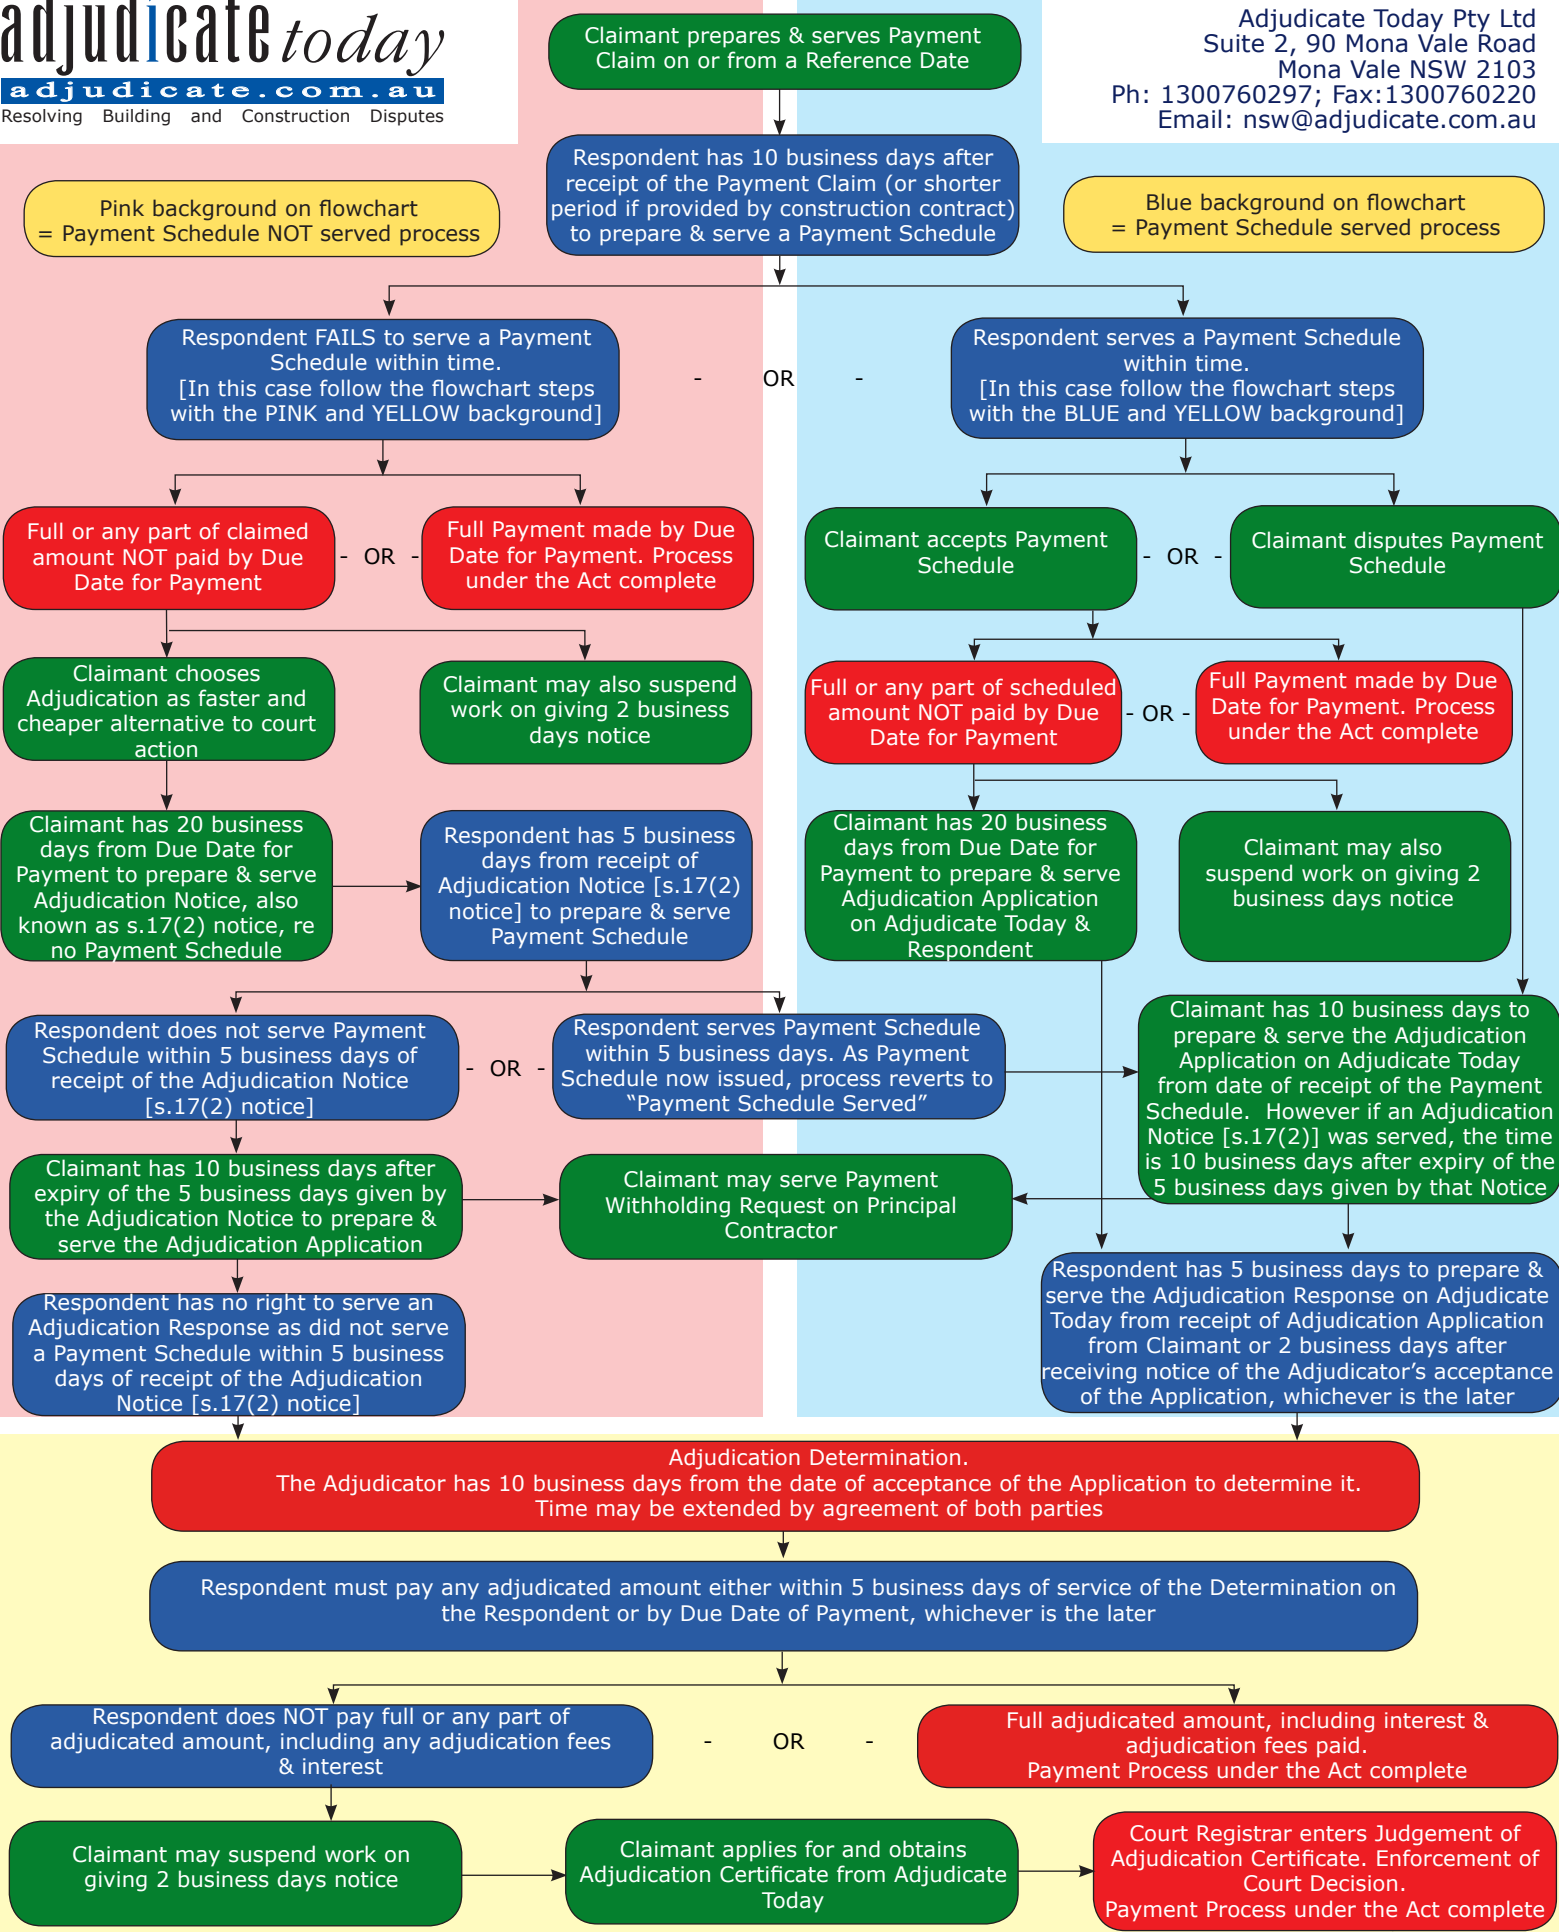 adjudicate today
adjudicate.com.au
Resolving Building and Construction Disputes
Claimant prepares & serves Payment
Claim on or from a Reference Date
Adjudicate Today Pty Ltd
Suite 2, 90 Mona Vale Road
Mona Vale NSW 2103
Ph: 1300760297; Fax:1300760220
Email: nsw@adjudicate.com.au
Respondent has 10 business days after
receipt of the Payment Claim (or shorter
period if provided by construction contract)
to prepare & serve a Payment Schedule
Pink background on flowchart
= Payment Schedule NOT served process
Blue background on flowchart
= Payment Schedule served process
Respondent FAILS to serve a Payment
Schedule within time.
[In this case follow the flowchart steps
with the PINK and YELLOW background]
- OR -
Respondent serves a Payment Schedule
within time.
[In this case follow the flowchart steps
with the BLUE and YELLOW background]
Full or any part of claimed
amount NOT paid by Due
Date for Payment
- OR -
Full Payment made by Due
Date for Payment. Process
under the Act complete
Claimant accepts Payment
Schedule
- OR -
Claimant disputes Payment
Schedule
Claimant chooses
Adjudication as faster and
cheaper alternative to court
action
Claimant may also suspend
work on giving 2 business
days notice
Full or any part of scheduled
amount NOT paid by Due
Date for Payment
- OR -
Full Payment made by Due
Date for Payment. Process
under the Act complete
Claimant has 20 business
days from Due Date for
Payment to prepare & serve
Adjudication Notice, also
known as s.17(2) notice, re
no Payment Schedule
Respondent has 5 business
days from receipt of
Adjudication Notice [s.17(2)
notice] to prepare & serve
Payment Schedule
Claimant has 20 business
days from Due Date for
Payment to prepare & serve
Adjudication Application
on Adjudicate Today &
Respondent
Claimant may also
suspend work on giving 2
business days notice
Respondent does not serve Payment
Schedule within 5 business days of
receipt of the Adjudication Notice
[s.17(2) notice]
- OR -
Respondent serves Payment Schedule
within 5 business days. As Payment
Schedule now issued, process reverts to
“Payment Schedule Served”
Claimant has 10 business days to
prepare & serve the Adjudication
Application on Adjudicate Today
from date of receipt of the Payment
Schedule. However if an Adjudication
Notice [s.17(2)] was served, the time
is 10 business days after expiry of the
5 business days given by that Notice
Claimant has 10 business days after
expiry of the 5 business days given by
the Adjudication Notice to prepare &
serve the Adjudication Application
Claimant may serve Payment
Withholding Request on Principal
Contractor
Respondent has no right to serve an
Adjudication Response as did not serve
a Payment Schedule within 5 business
days of receipt of the Adjudication
Notice [s.17(2) notice]
Respondent has 5 business days to prepare &
serve the Adjudication Response on Adjudicate
Today from receipt of Adjudication Application
from Claimant or 2 business days after
receiving notice of the Adjudicator’s acceptance
of the Application, whichever is the later
Adjudication Determination.
The Adjudicator has 10 business days from the date of acceptance of the Application to determine it.
Time may be extended by agreement of both parties
Respondent must pay any adjudicated amount either within 5 business days of service of the Determination on
the Respondent or by Due Date of Payment, whichever is the later
Respondent does NOT pay full or any part of
adjudicated amount, including any adjudication fees
& interest
- OR -
Full adjudicated amount, including interest &
adjudication fees paid.
Payment Process under the Act complete
Claimant may suspend work on
giving 2 business days notice
Claimant applies for and obtains
Adjudication Certificate from Adjudicate
Today
Court Registrar enters Judgement of
Adjudication Certificate. Enforcement of
Court Decision.
Payment Process under the Act complete